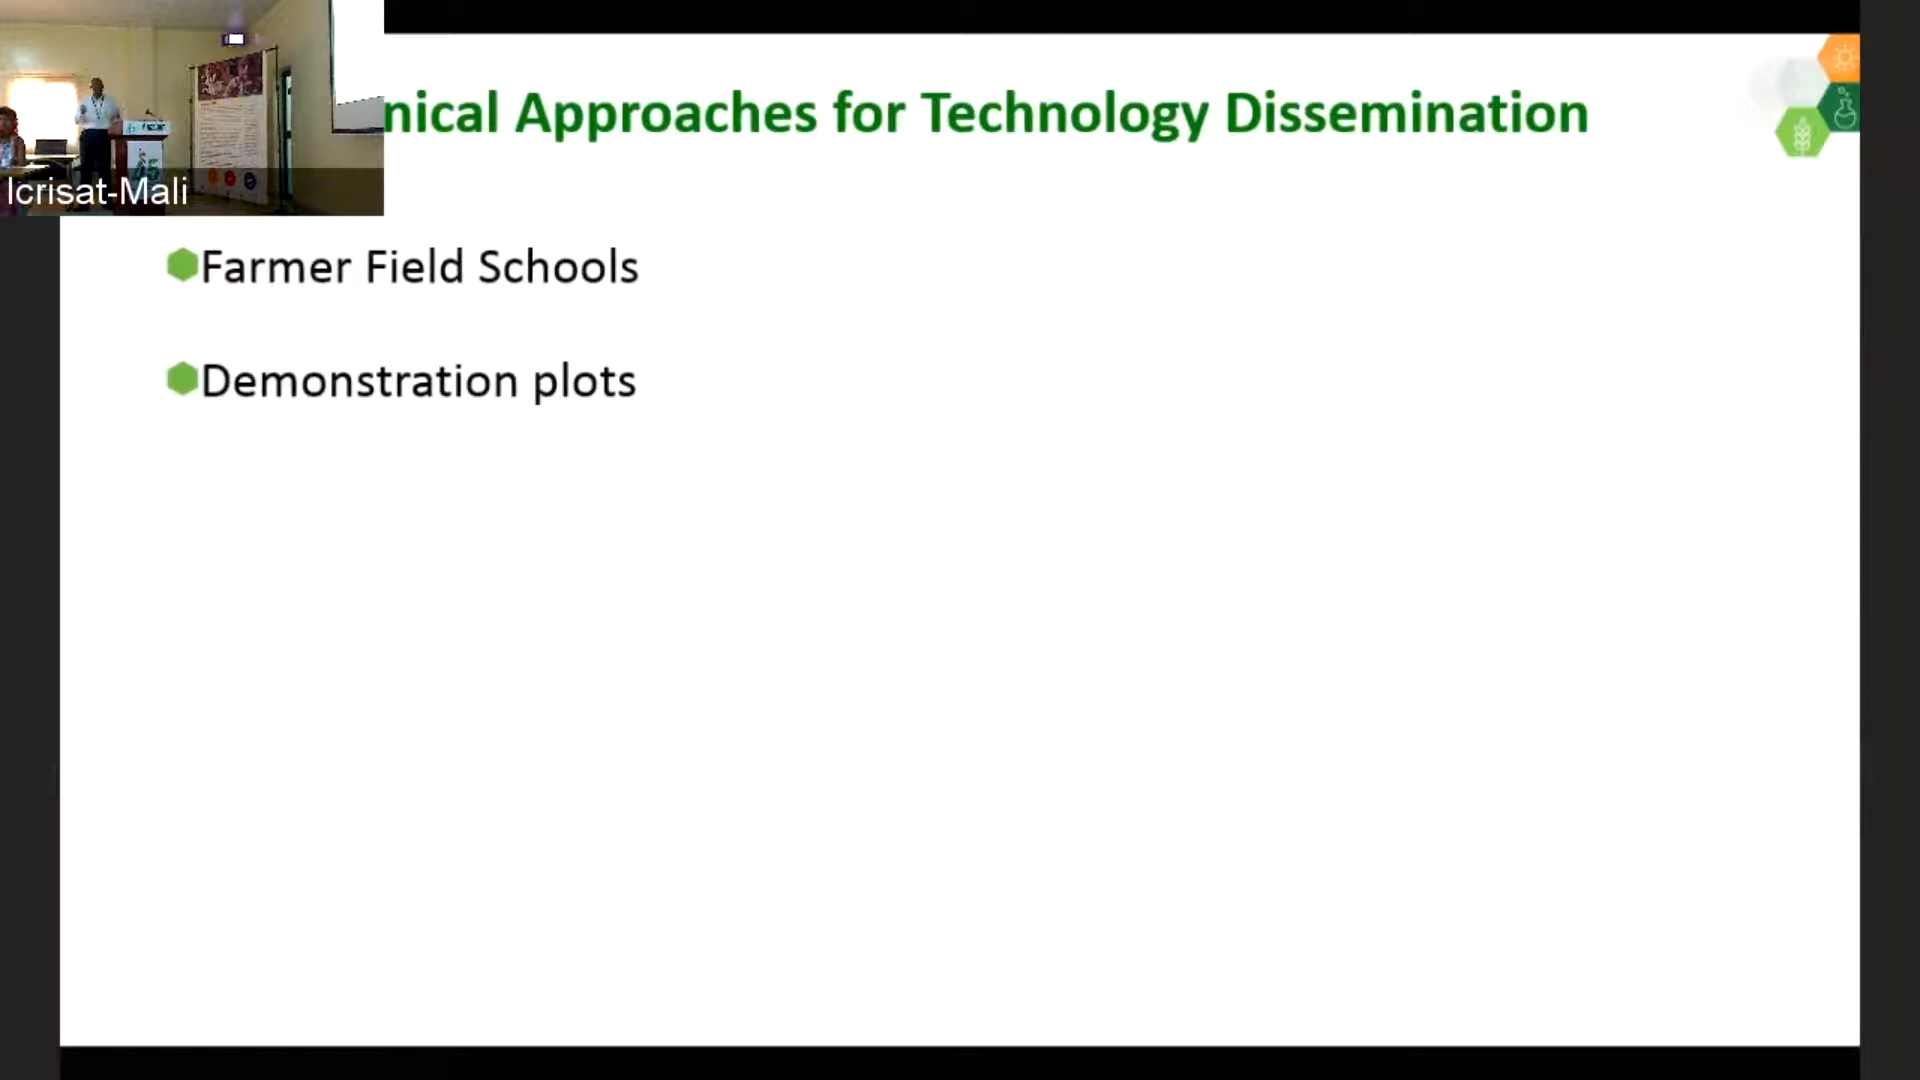 nical Approaches for Technology Dissemination
Icrisat-Mali
Farmer Field Schools
Demonstration plots